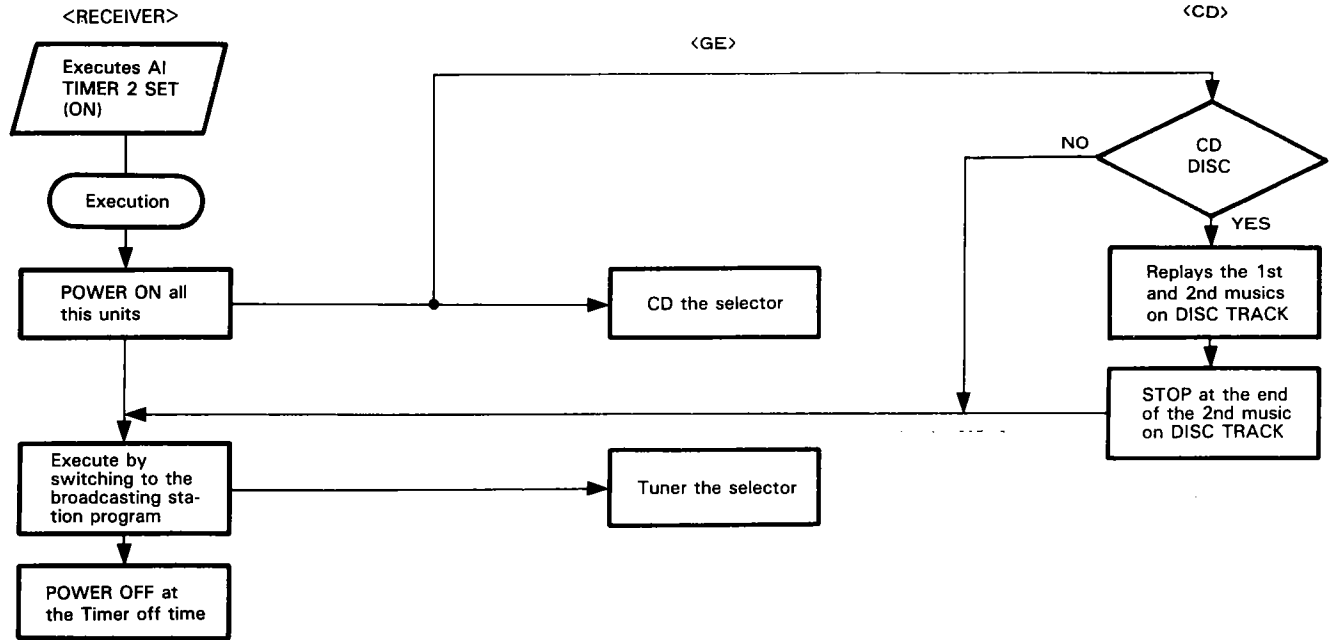 <RECEIVER>
<GE>
<CD>
Executes AI
TIMER 2 SET
(ON)
Execution
POWER ON all
this units
CD the selector
CD
DISC
NO
YES
Replays the 1st
and 2nd musics
on DISC TRACK
STOP at the end
of the 2nd music
on DISC TRACK
Execute by
switching to the
broadcasting sta-
tion program
Tuner the selector
POWER OFF at
the Timer off time